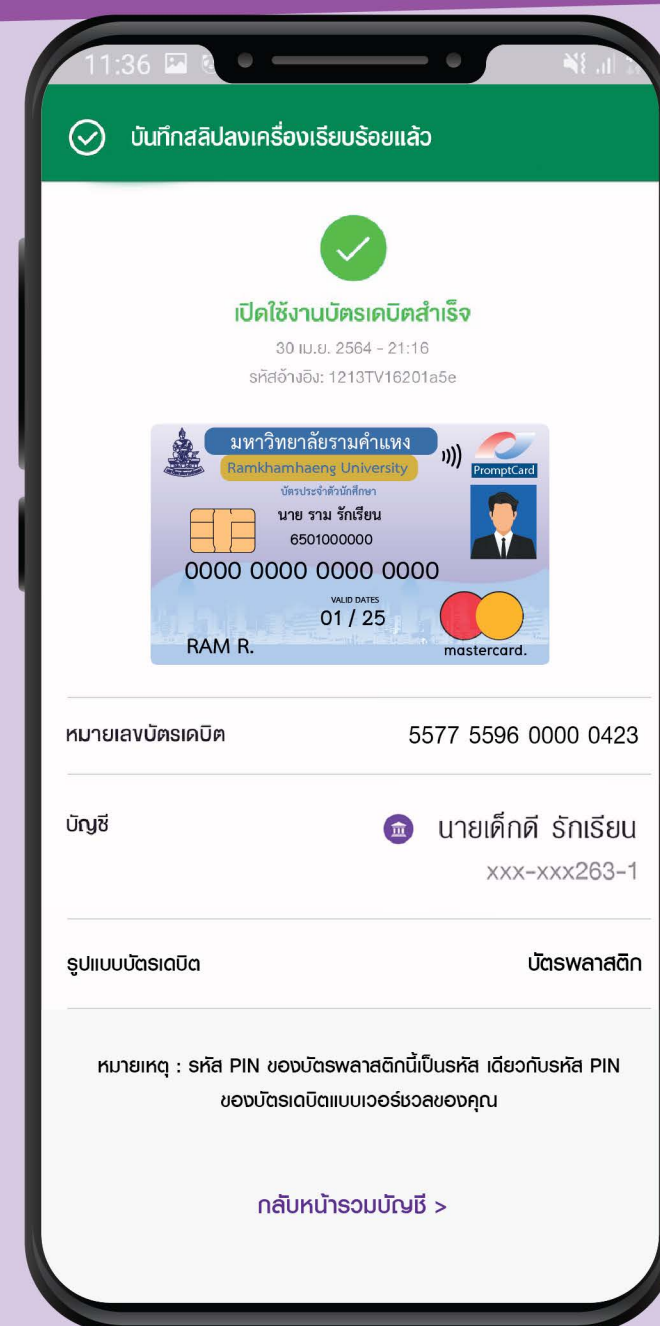 11:36
บันทึกสลิปลงเครื่องเรียบร้อยแล้ว
เปิดใช้งานบัตรเดบิตสำเร็จ
30 เม.ย. 2564 - 21:16
รหัสอ้างอิง: 1213TV16201a5e
มหาวิทยาลัยรามคำแหง
Ramkhamhaeng University
PromptCard
บัตรประจำตัวนักศึกษา
นาย ราม รักเรียน
6501000000
0000 0000 0000 0000
VALID DATES
01 / 25
RAM R.
mastercard.
หมายเลขบัตรเดบิต 5577 5596 0000 0423
บัญชี นายเด็กดี รักเรียน
xxx-xxx263-1
รูปแบบบัตรเดบิต บัตรพลาสติก
หมายเหตุ : รหัส PIN ของบัตรพลาสติกนี้เป็นรหัส เดียวกับรหัส PIN
ของบัตรเดบิตแบบเวอร์ชวลของคุณ
กลับหน้ารวมบัญชี >